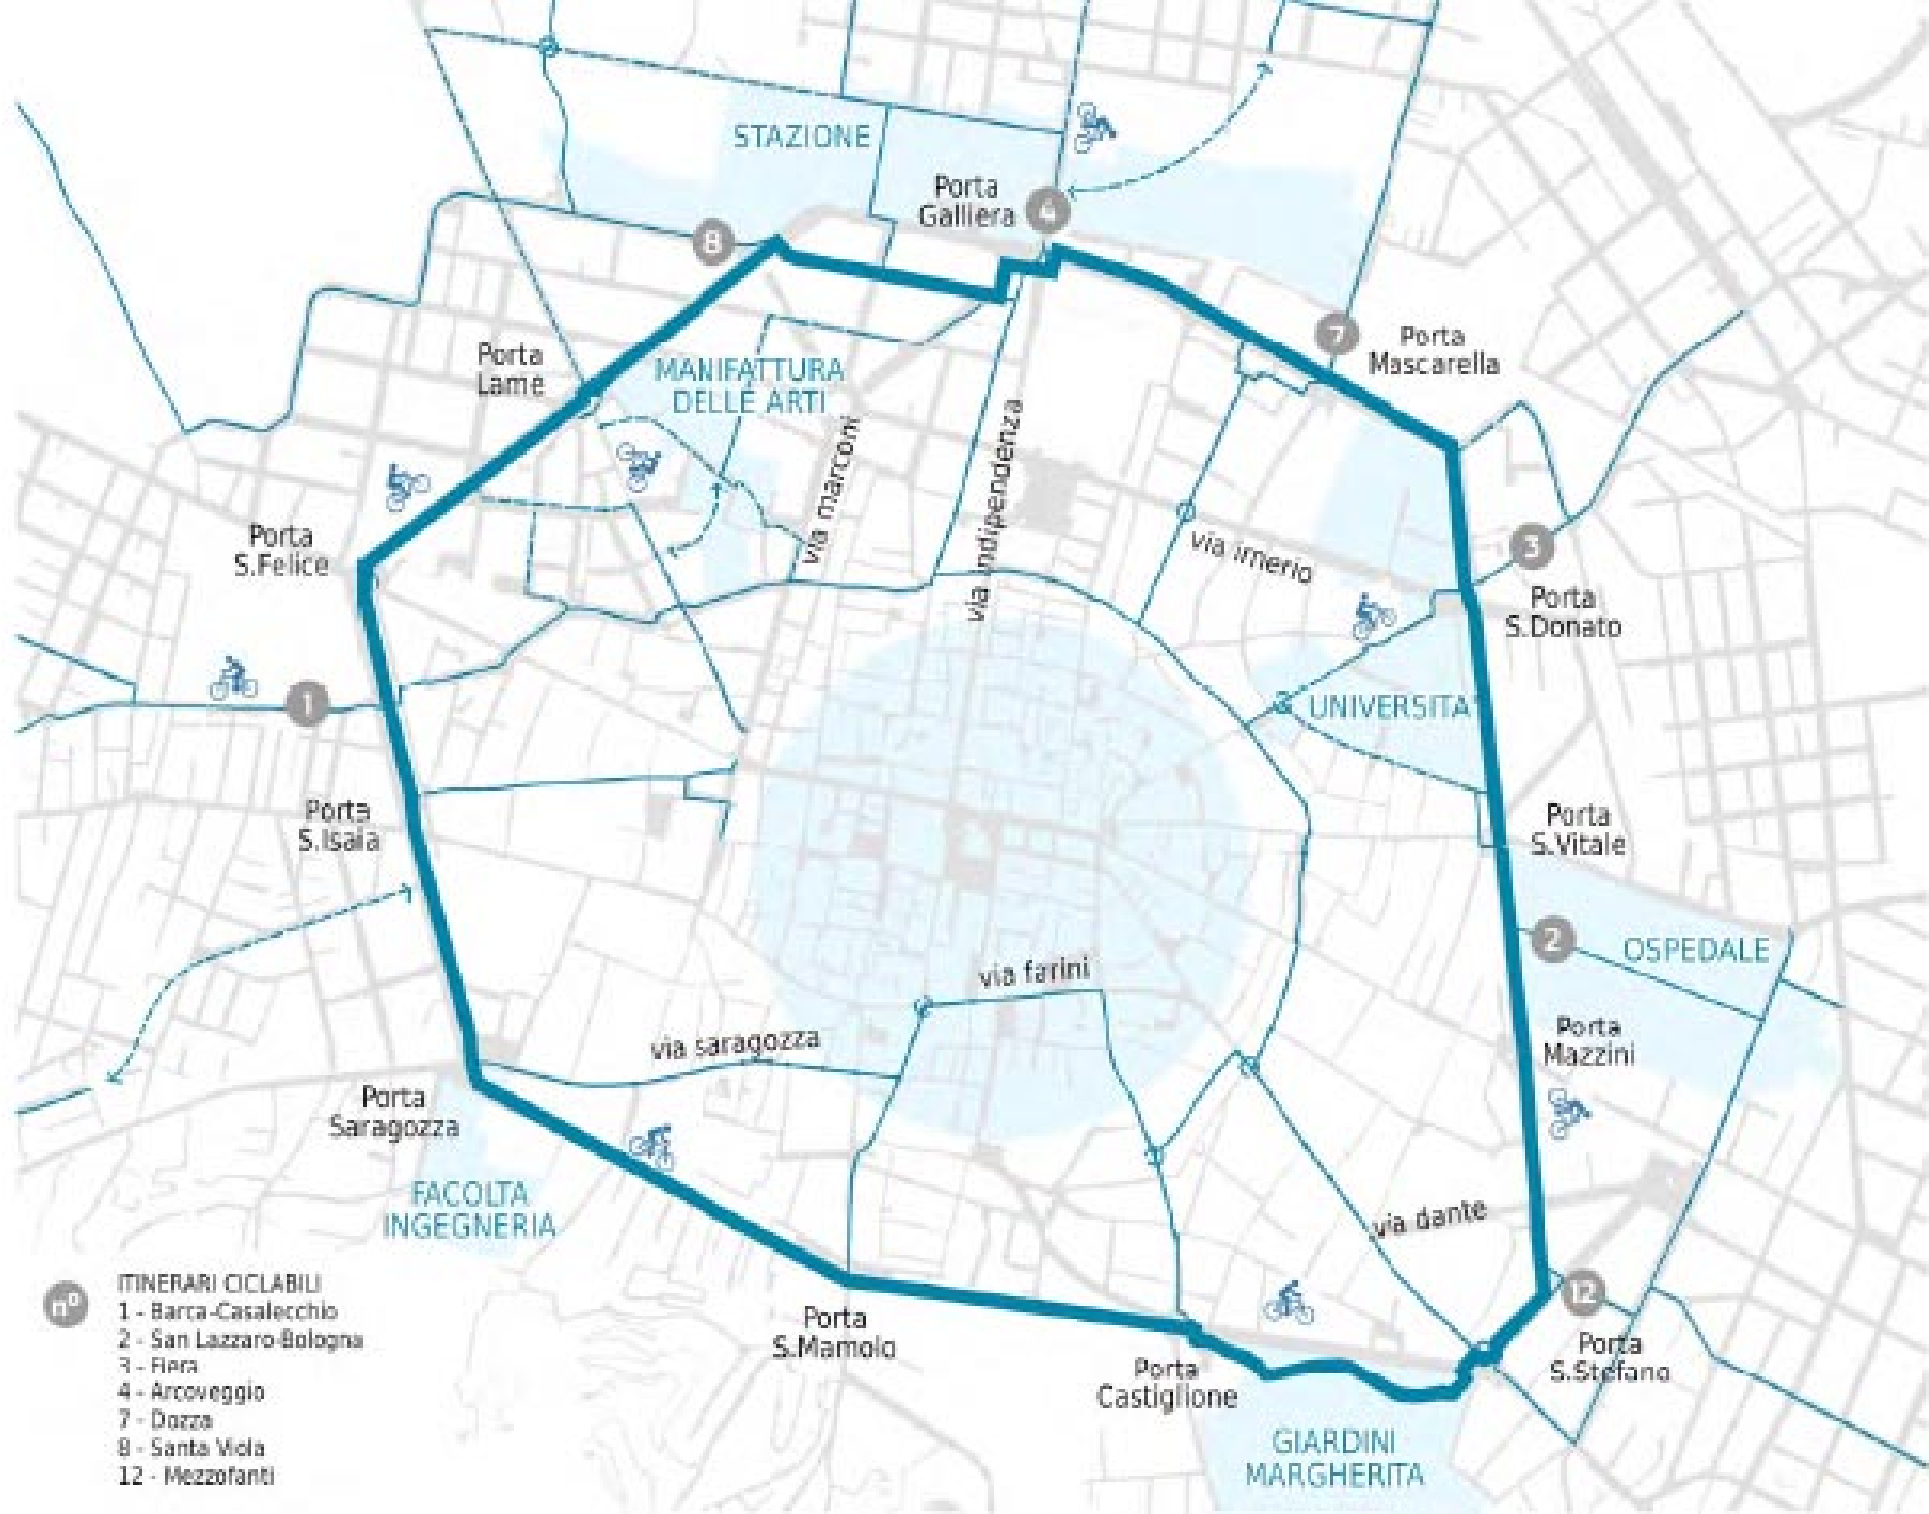 STAZIONE
Porta
Galliera
4
8
7
Porta
Mascarella
Porta
Lame
MANIFATTURA
DELLE ARTI
via marconi
via indipendenza
via irnerio
Porta
S.Felice
3
Porta
S.Donato
1
UNIVERSITA'
Porta
S.Isaia
Porta
S.Vitale
2
OSPEDALE
via farini
Porta
Mazzini
via saragozza
Porta
Saragozza
FACOLTA
INGEGNERIA
via dante
12
Porta
S.Stefano
Porta
S.Mamolo
Porta
Castiglione
GIARDINI
MARGHERITA
nº
ITINERARI CICLABILI
1 - Barca-Casalecchio
2 - San Lazzaro-Bologna
3 - Fiera
4 - Arcoveggio
7 - Dozza
8 - Santa Viola
12 - Mezzofanti